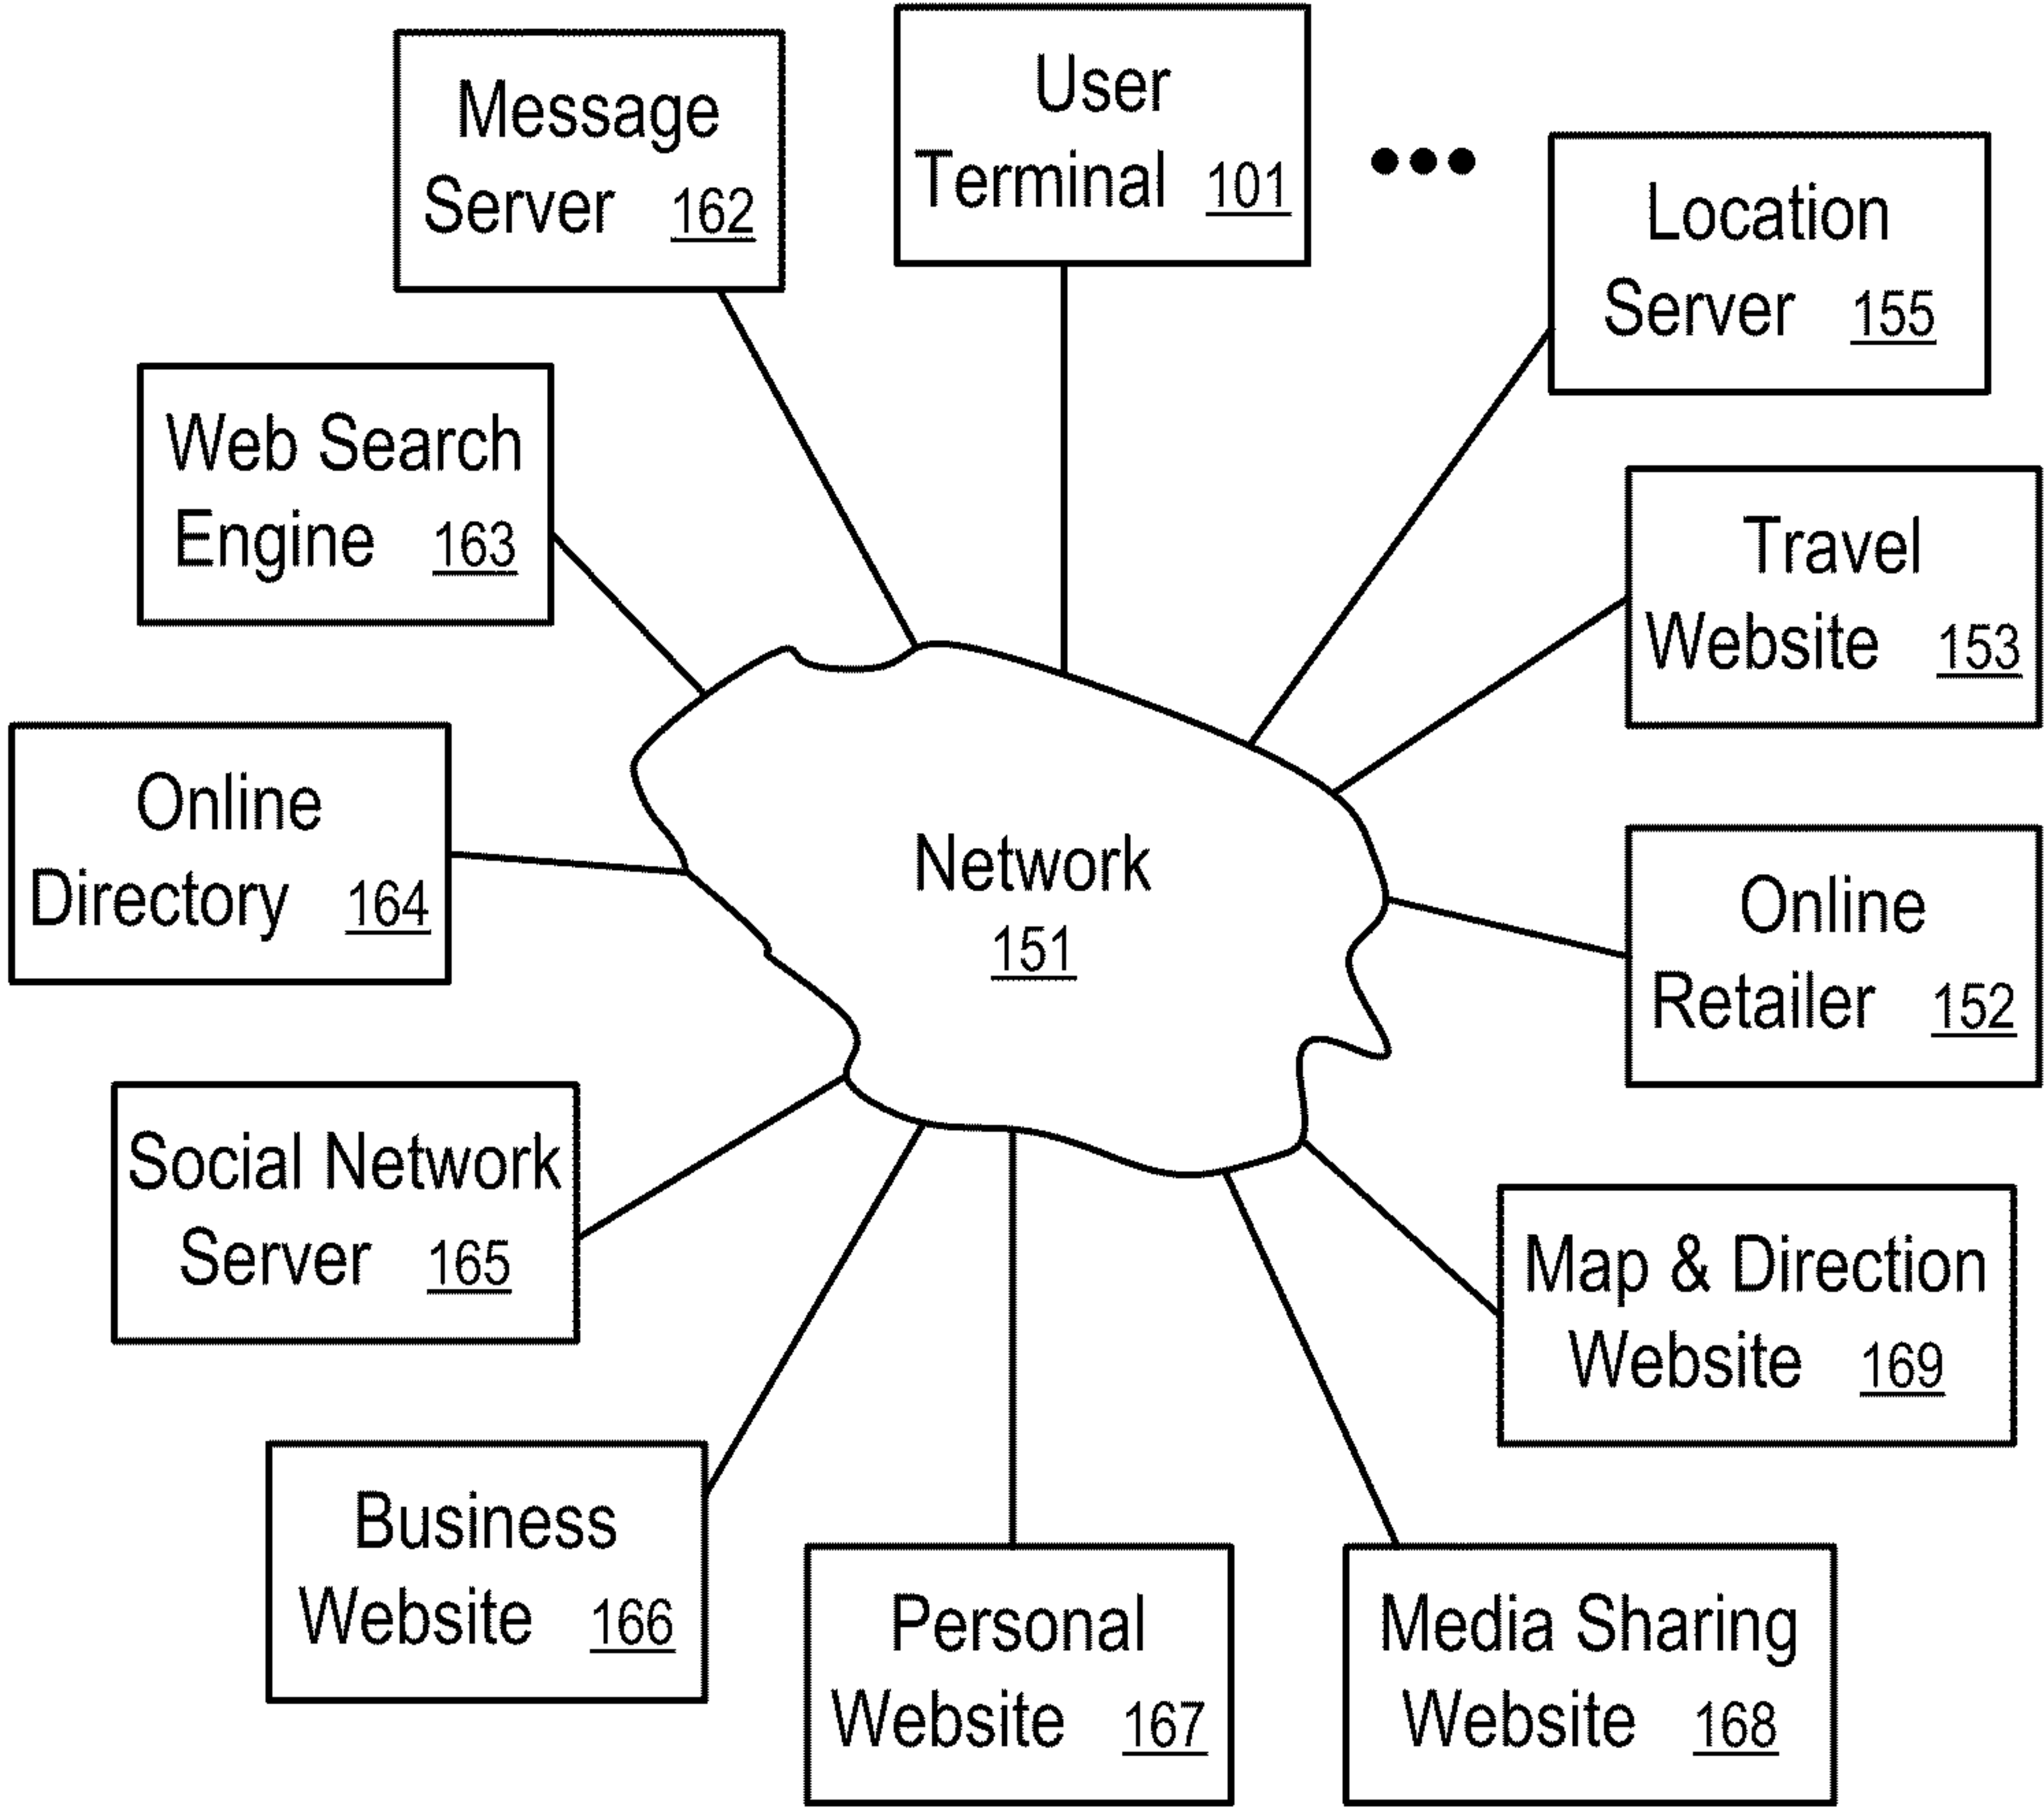 Message
Server 162
User
Terminal 101
Location
Server 155
Web Search
Engine 163
Travel
Website 153
Online
Directory 164
Network
151
Online
Retailer 152
Social Network
Server 165
Map & Direction
Website 169
Business
Website 166
Personal
Website 167
Media Sharing
Website 168